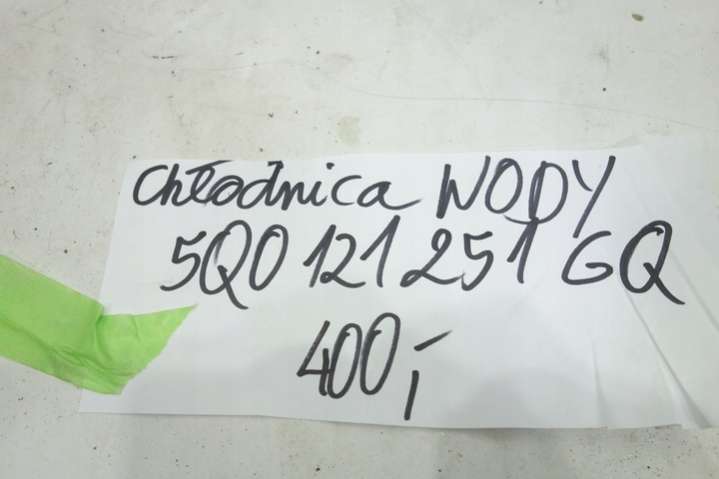 Chłodnica WODY
5Q0 121 251 GQ
400,-